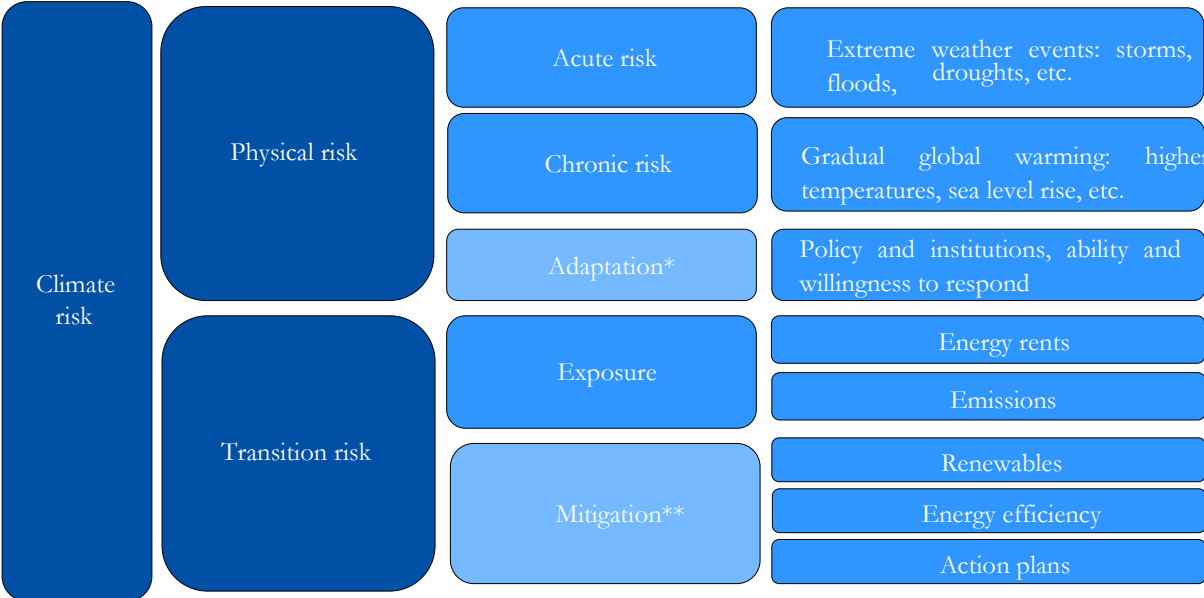 Climate
risk
Physical risk
Acute risk
Extreme weather events: storms,
floods, droughts, etc.
Chronic risk
Gradual global warming: higher
temperatures, sea level rise, etc.
Adaptation*
Policy and institutions, ability and
willingness to respond
Transition risk
Exposure
Energy rents
Emissions
Mitigation**
Renewables
Energy efficiency
Action plans